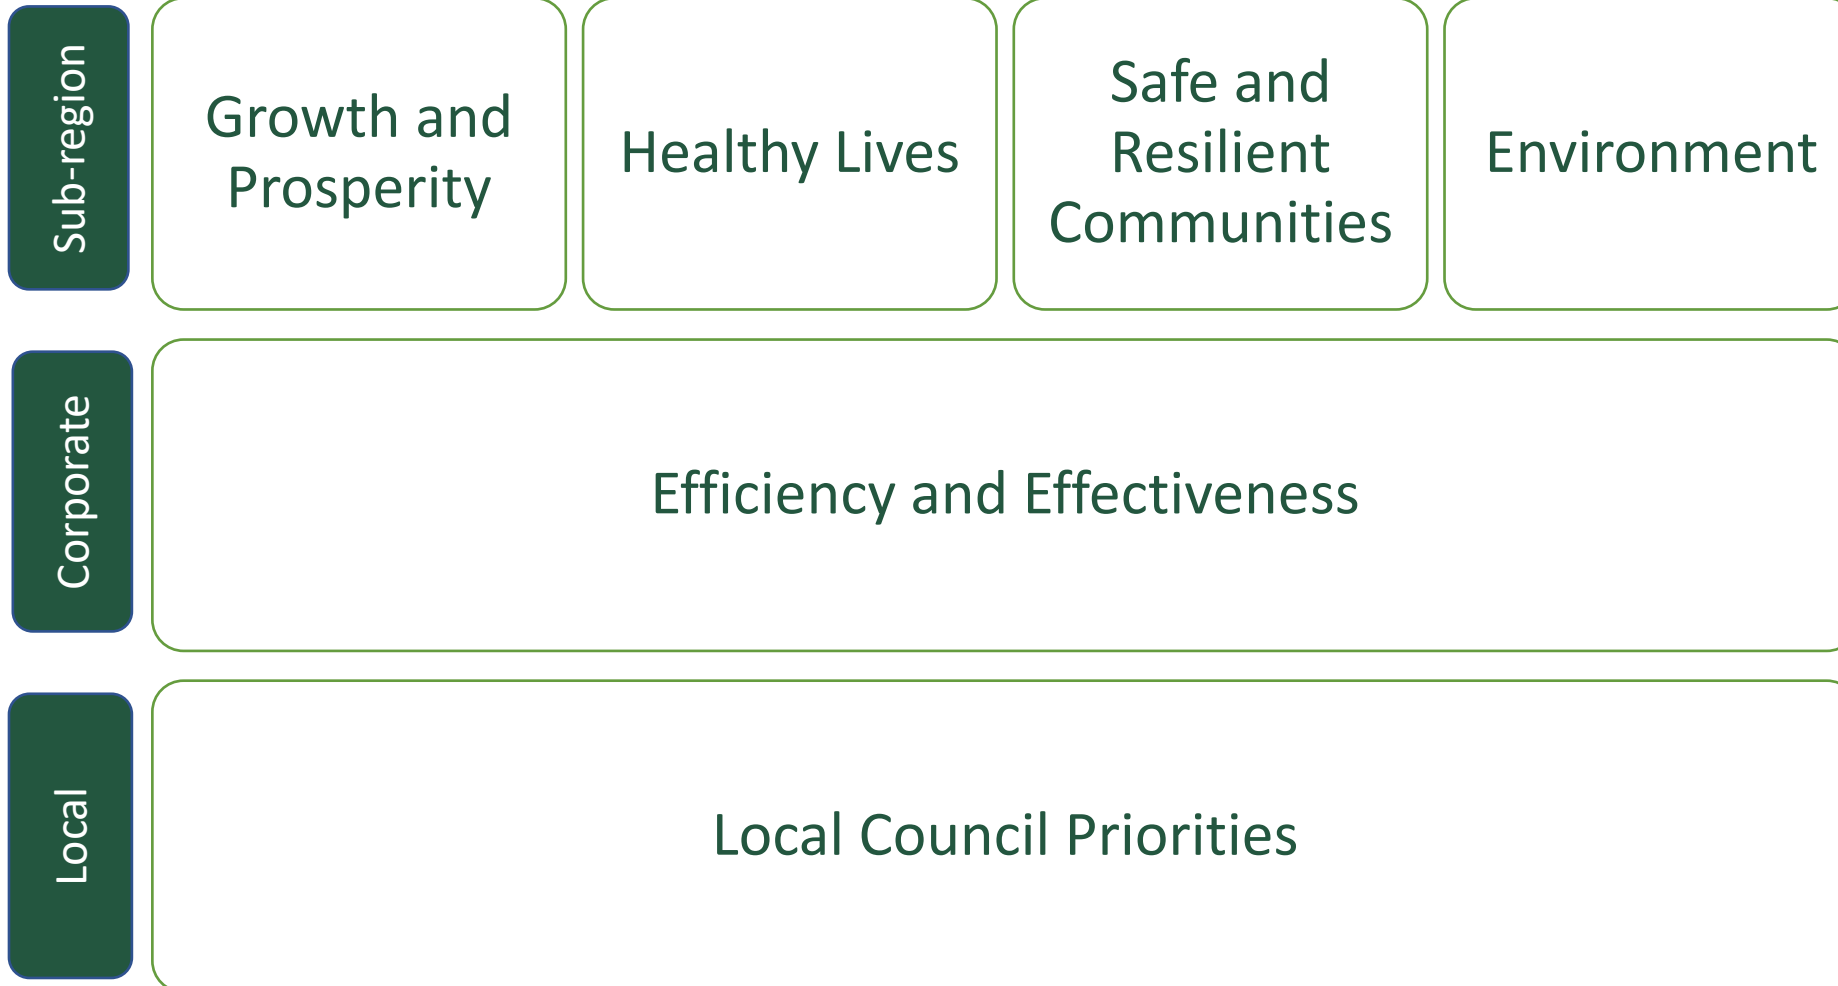 Sub-region
Growth and
Prosperity
Healthy Lives
Safe and
Resilient
Communities
Environment
Corporate
Efficiency and Effectiveness
Local
Local Council Priorities